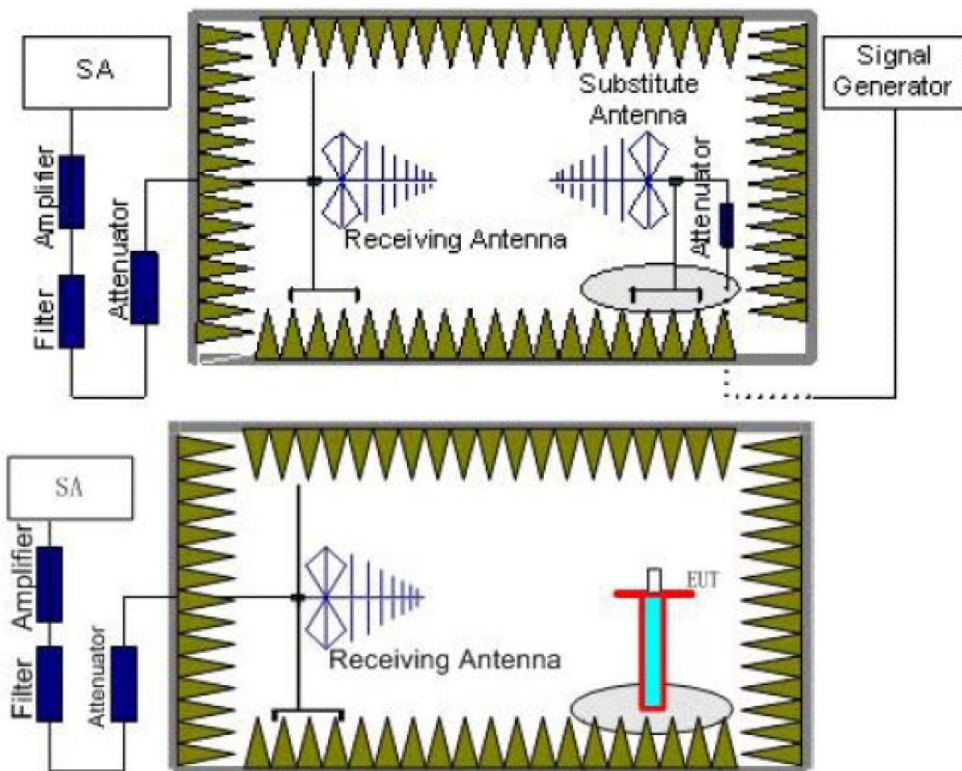 SA
Signal
Generator
Substitute
Antenna
Amplifier
Attenuator
Filter
Attenuator
Receiving Antenna
SA
Amplifier
Filter
Attenuator
Receiving Antenna
EUT